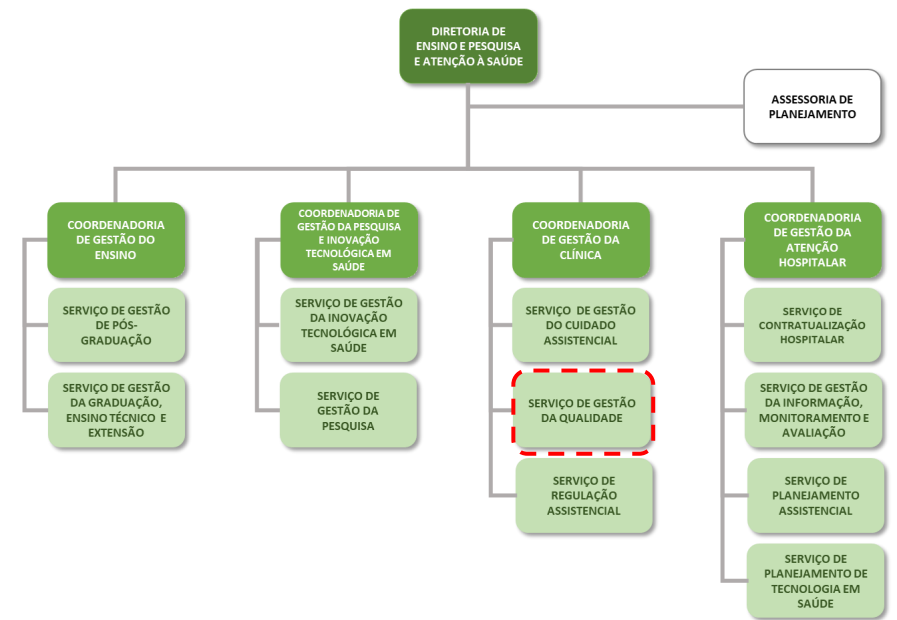 DIRETORIA DE
ENSINO E PESQUISA
E ATENÇÃO À SAÚDE
ASSESSORIA DE
PLANEJAMENTO
COORDENADORIA
DE GESTÃO DO
ENSINO
SERVIÇO DE GESTÃO
DE PÓS-
GRADUAÇÃO
SERVIÇO DE GESTÃO
DA GRADUAÇÃO,
ENSINO TÉCNICO E
EXTENSÃO
COORDENADORIA DE
GESTÃO DA PESQUISA
E INOVAÇÃO
TECNOLÓGICA EM
SAÚDE
SERVIÇO DE GESTÃO
DA INOVAÇÃO
TECNOLÓGICA EM
SAÚDE
SERVIÇO DE
GESTÃO DA
PESQUISA
COORDENADORIA
DE GESTÃO DA
CLÍNICA
SERVIÇO DE GESTÃO
DO CUIDADO
ASSISTENCIAL
SERVIÇO DE GESTÃO
DA QUALIDADE
SERVIÇO DE
REGULAÇÃO
ASSISTENCIAL
COORDENADORIA
DE GESTÃO DA
ATENÇÃO
HOSPITALAR
SERVIÇO DE
CONTRATUALIZAÇÃO
HOSPITALAR
SERVIÇO DE GESTÃO
DA INFORMAÇÃO,
MONITORAMENTO E
AVALIAÇÃO
SERVIÇO DE
PLANEJAMENTO
ASSISTENCIAL
SERVIÇO DE
PLANEJAMENTO DE
TECNOLOGIA EM
SAÚDE